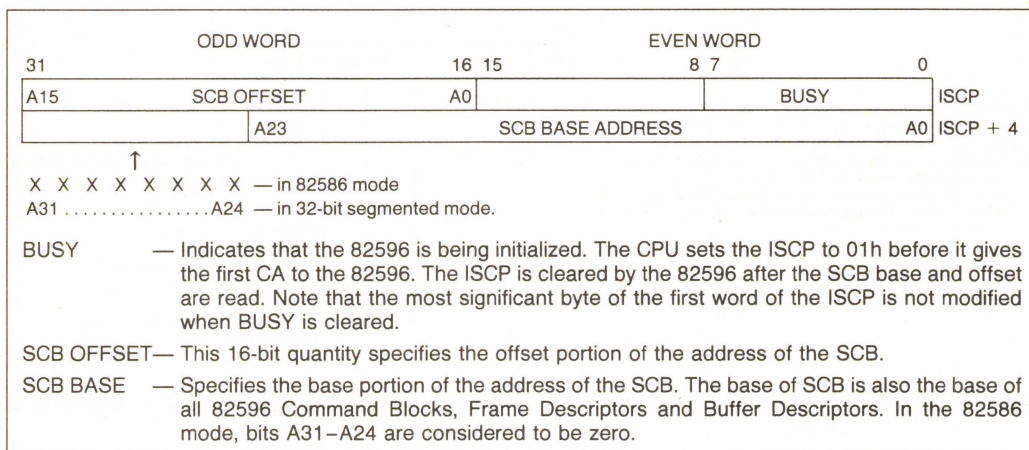 ODD WORD EVEN WORD
31 16 15 8 7 0
A15 SCB OFFSET A0 BUSY ISCP
A23 SCB BASE ADDRESS A0 ISCP + 4
↑
X X X X X X X X — in 82586 mode
A31 . . . . . . . . . . . . . . . . A24 — in 32-bit segmented mode.
BUSY — Indicates that the 82596 is being initialized. The CPU sets the ISCP to 01h before it gives
the first CA to the 82596. The ISCP is cleared by the 82596 after the SCB base and offset
are read. Note that the most significant byte of the first word of the ISCP is not modified
when BUSY is cleared.
SCB OFFSET— This 16-bit quantity specifies the offset portion of the address of the SCB.
SCB BASE — Specifies the base portion of the address of the SCB. The base of SCB is also the base of
all 82596 Command Blocks, Frame Descriptors and Buffer Descriptors. In the 82586
mode, bits A31–A24 are considered to be zero.